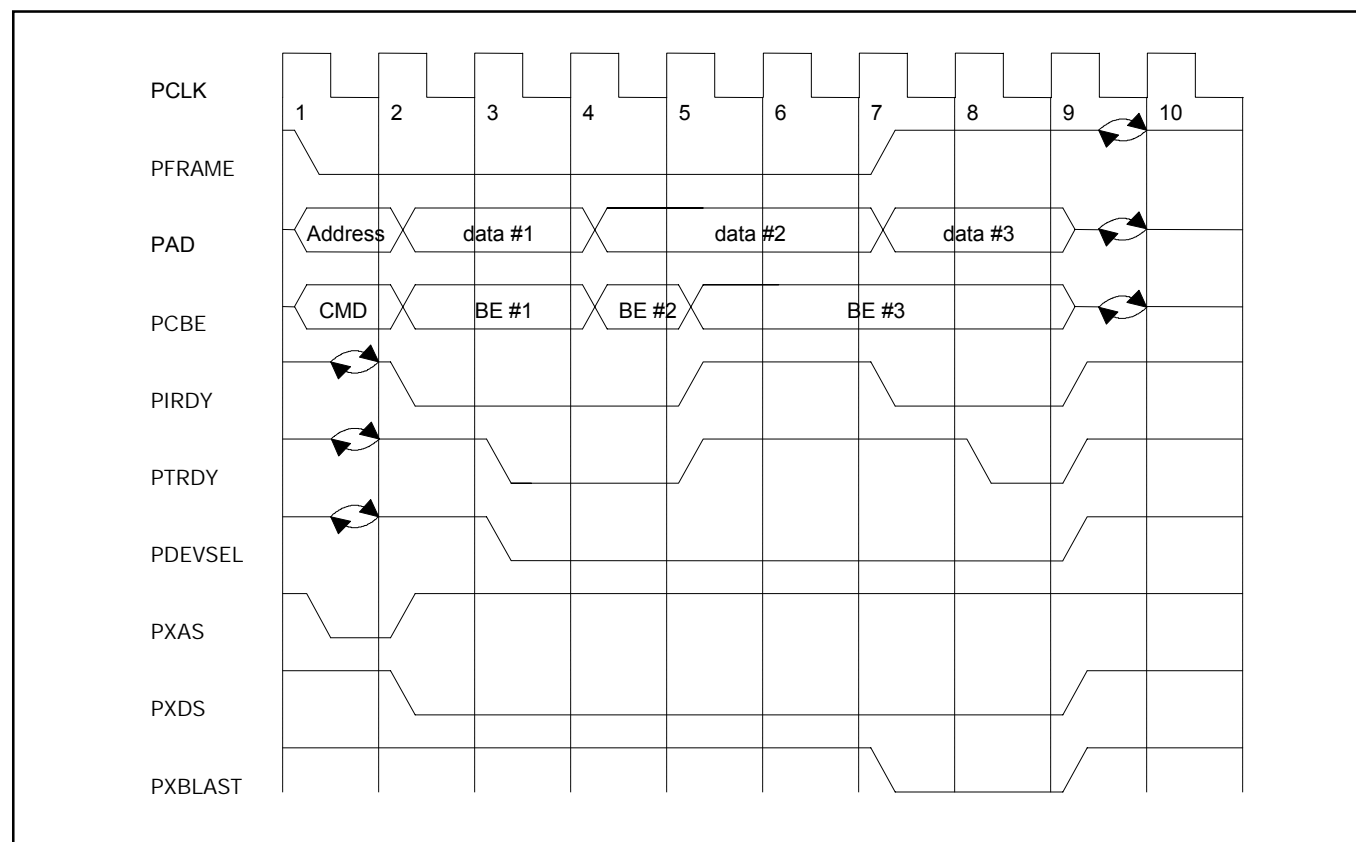 PCLK
1 2 3 4 5 6 7 8 9 10
PFRAME
PAD
Address data #1 data #2 data #3
PCBE
CMD BE #1 BE #2 BE #3
PIRDY
PTRDY
PDEVSEL
PXAS
PXDS
PXBLAST